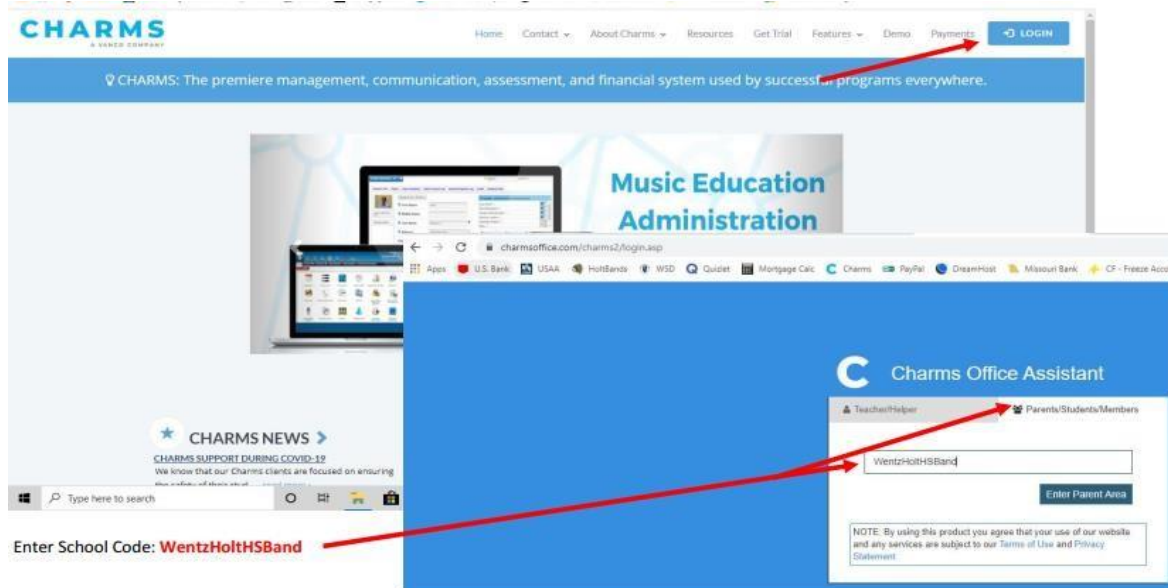 CHARMS
A VANCO COMPANY
Home Contact About Charms Resources Get Trial Features Demo Payments LOGIN
CHARMS: The premiere management, communication, assessment, and financial system used by successful programs everywhere.
Music Education
Administration
charmsoffice.com/charms2/login.asp
Apps U.S. Bank USAA HoltBands WSD Quizlet Mortgage Calc Charms PayPal DreamHost Missouri Bank CF - Freeze Acco
C Charms Office Assistant
Teacher/Helper Parents/Students/Members
WentzHoltHSBand
Enter Parent Area
NOTE: By using this product you agree that your use of our website
and any services are subject to our Terms of Use and Privacy
Statement
CHARMS NEWS
CHARMS SUPPORT DURING COVID-19
We know that our Charms clients are focused on ensuring
Type here to search
Enter School Code: WentzHoltHSBand